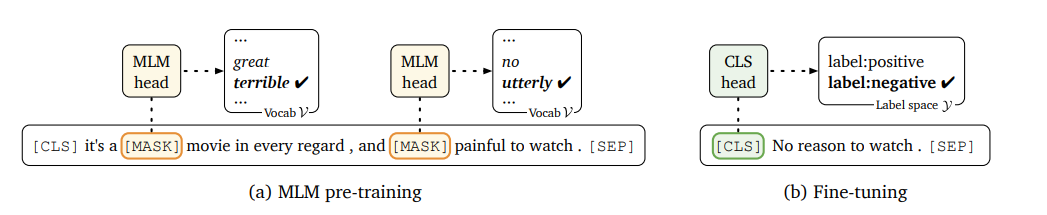 MLM
head
...
great
terrible ✔
...
Vocab 𝒱
MLM
head
...
no
utterly ✔
...
Vocab 𝒱
[CLS] it's a [MASK] movie in every regard , and [MASK] painful to watch . [SEP]
(a) MLM pre-training
CLS
head
label:positive
label:negative ✔
Label space 𝒴
[CLS] No reason to watch . [SEP]
(b) Fine-tuning